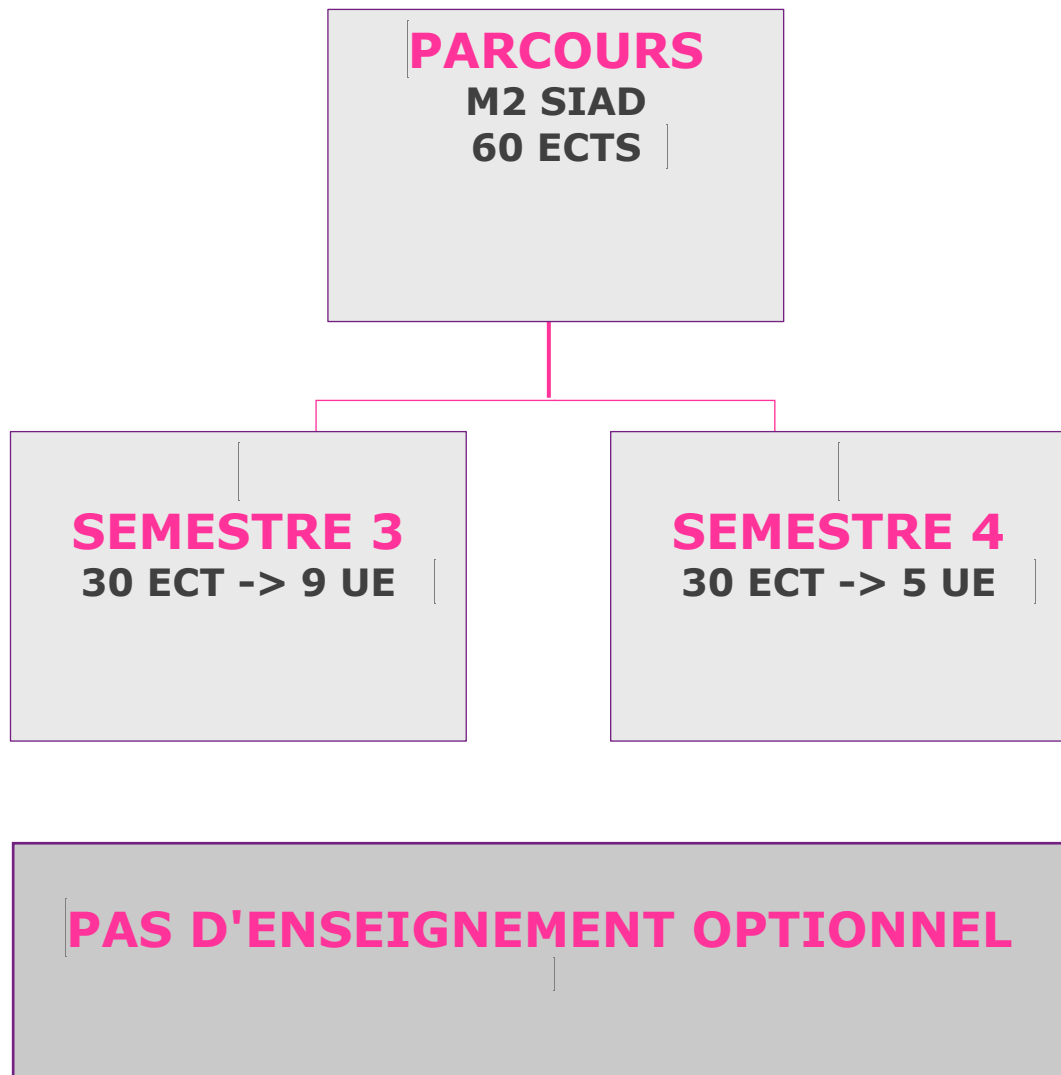 PARCOURS
M2 SIAD
60 ECTS
SEMESTRE 3
30 ECT -> 9 UE
SEMESTRE 4
30 ECT -> 5 UE
PAS D'ENSEIGNEMENT OPTIONNEL